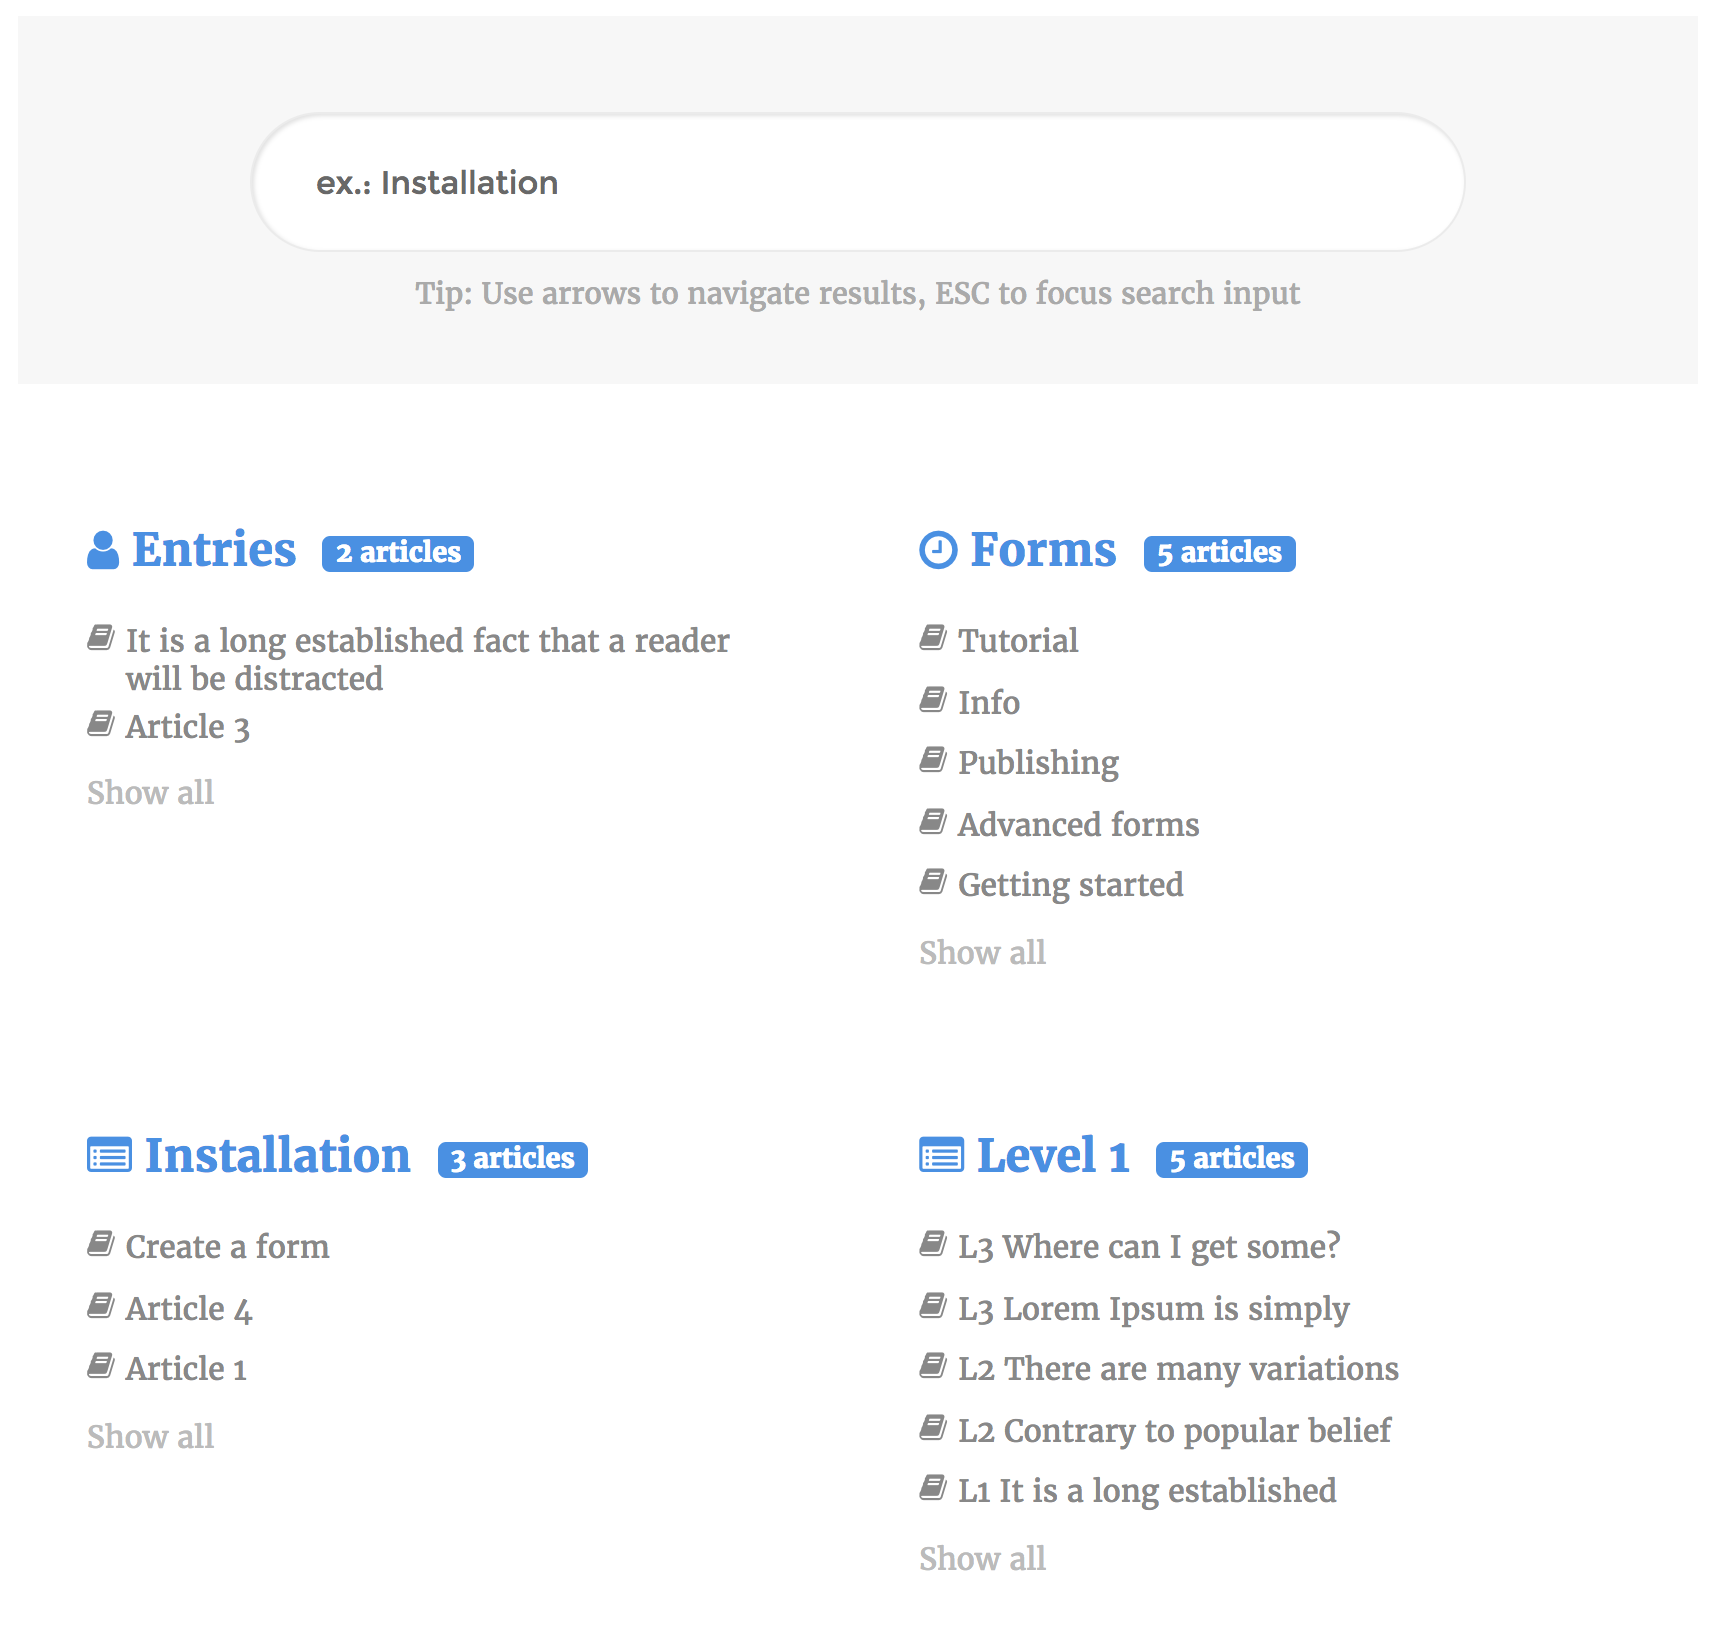 ex.: Installation
Tip: Use arrows to navigate results, ESC to focus search input
Entries 2 articles
It is a long established fact that a reader
will be distracted
Article 3
Show all
Forms 5 articles
Tutorial
Info
Publishing
Advanced forms
Getting started
Show all
Installation 3 articles
Create a form
Article 4
Article 1
Show all
Level 1 5 articles
L3 Where can I get some?
L3 Lorem Ipsum is simply
L2 There are many variations
L2 Contrary to popular belief
L1 It is a long established
Show all